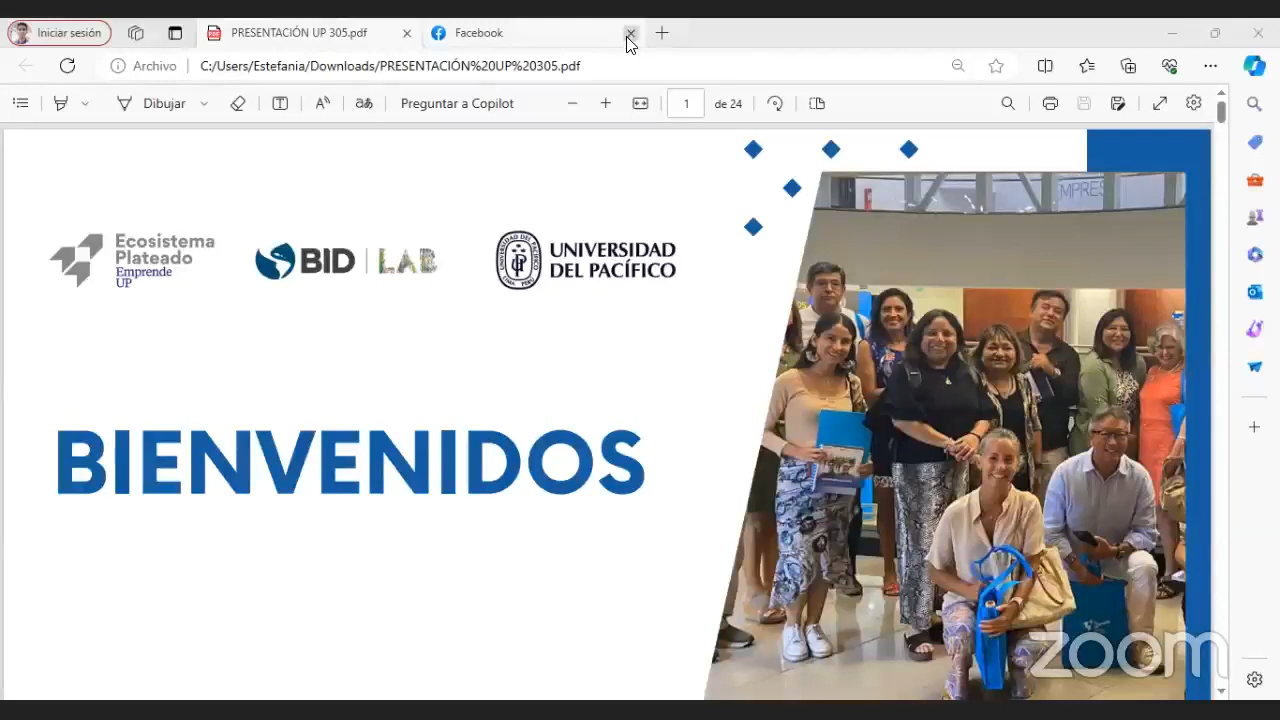 Iniciar sesión
PRESENTACIÓN UP 305.pdf
Facebook
Archivo
C:/Users/Estefania/Downloads/PRESENTACIÓN%20UP%20305.pdf
Dibujar
Preguntar a Copilot
1
de 24
Ecosistema
Plateado
Emprende
UP
BID | LAB
UNIVERSIDAD
DEL PACÍFICO
BIENVENIDOS
MPRES
zoom